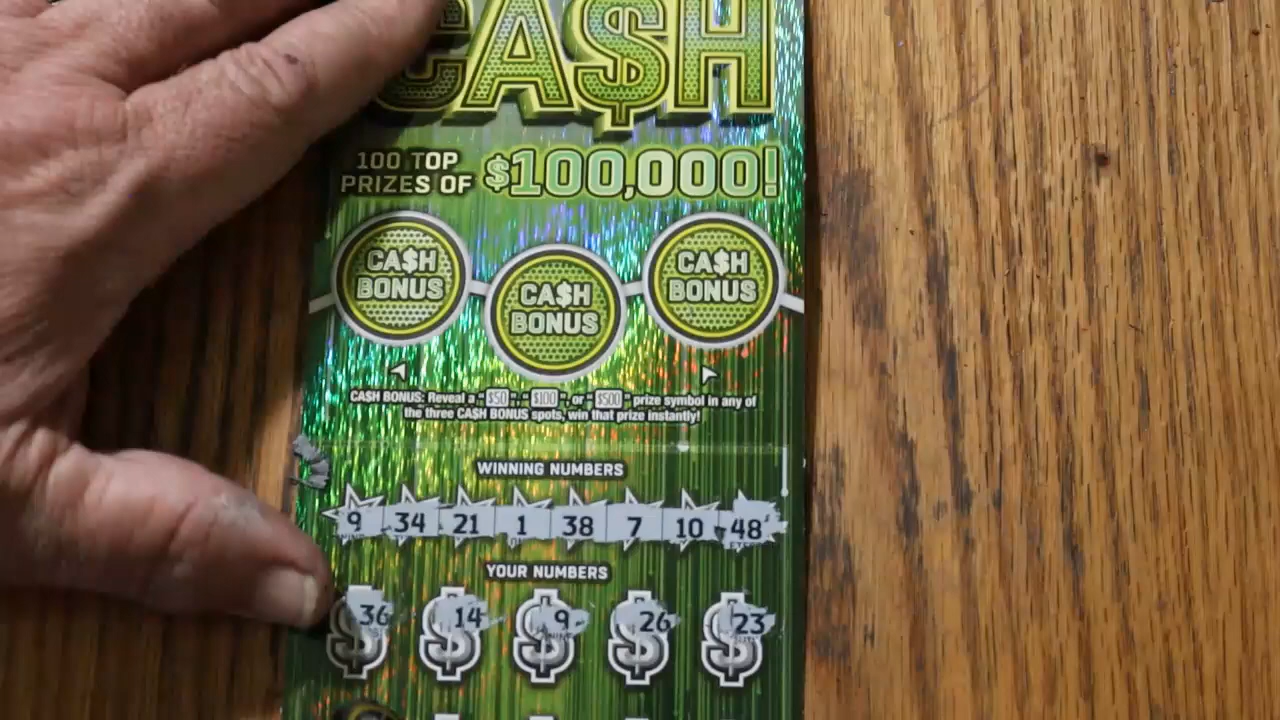 CA$H
100 TOP
PRIZES OF $100,000!
CA$H
BONUS
CA$H
BONUS
CA$H
BONUS
CA$H BONUS: Reveal a "$50", "$100", or "$500" prize symbol in any of
the three CA$H BONUS spots, win that prize instantly!
WINNING NUMBERS
9 34 21 1 38 7 10 48
YOUR NUMBERS
36 14 9 26 23
NINE